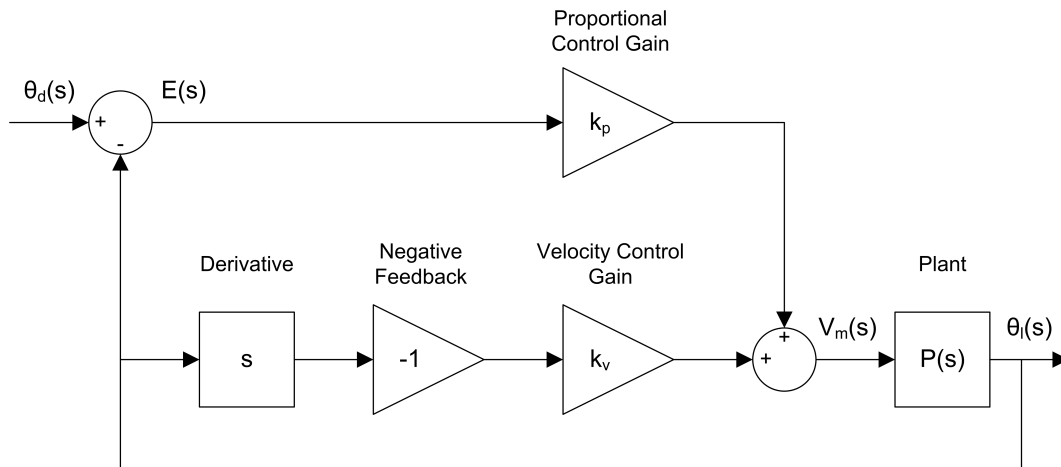 Proportional
Control Gain
θd(s)
E(s)
+
-
kp
Derivative
Negative
Feedback
Velocity Control
Gain
Plant
s
-1
kv
+
+
Vm(s)
P(s)
θl(s)